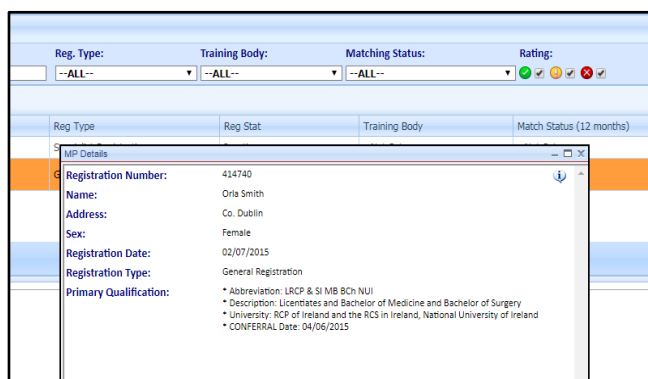 Reg. Type: Training Body: Matching Status: Rating:
--ALL-- --ALL-- --ALL--
Reg Type Reg Stat Training Body Match Status (12 months)
MP Details
Registration Number: 414740
Name: Orla Smith
Address: Co. Dublin
Sex: Female
Registration Date: 02/07/2015
Registration Type: General Registration
Primary Qualification: * Abbreviation: LRCP & SI MB BCh NUI
* Description: Licentiates and Bachelor of Medicine and Bachelor of Surgery
* University: RCP of Ireland and the RCS in Ireland, National University of Ireland
* CONFERRAL Date: 04/06/2015